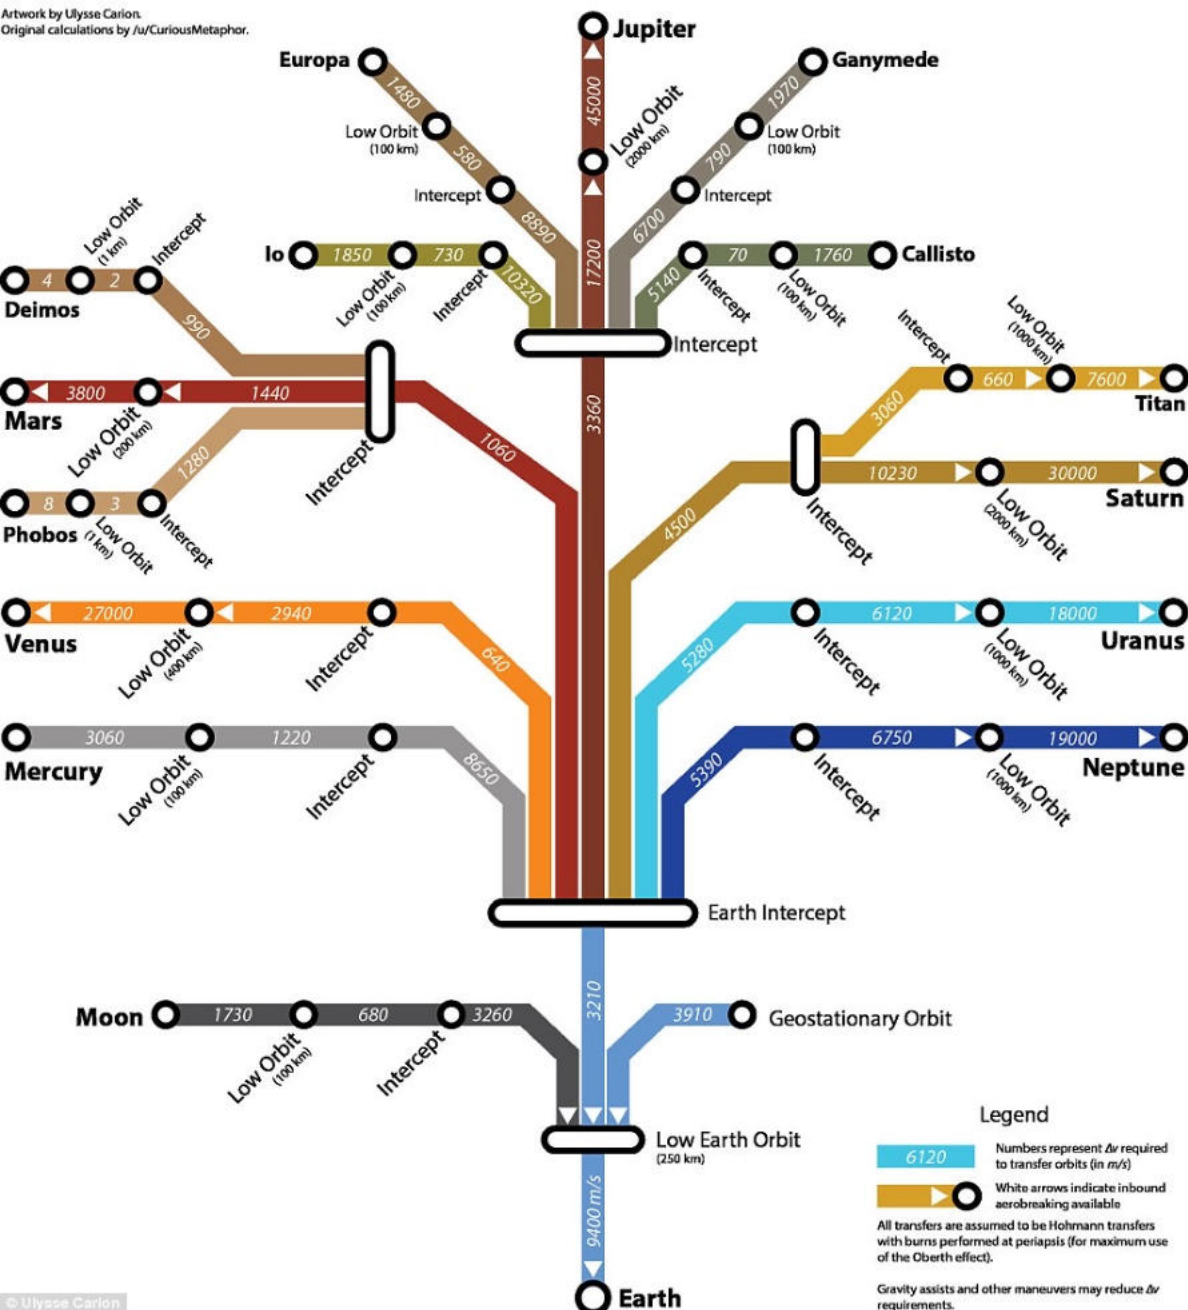 Artwork by Ulysse Carion.
Original calculations by /u/CuriousMetaphor.
Jupiter
Europa
Ganymede
45000
1480
1970
Low Orbit
(2000 km)
Low Orbit
(100 km)
Low Orbit
(100 km)
580
790
Intercept
Intercept
8890
6700
17200
Io
1850
730
10320
Low Orbit
(100 km)
Intercept
5140
70
1760
Callisto
Intercept
Low Orbit
(100 km)
Intercept
Low Orbit
(1 km)
Intercept
4
2
Deimos
990
3800
1440
Mars
Low Orbit
(200 km)
Intercept
1060
1280
8
3
Phobos
Low Orbit
(1 km)
Intercept
3360
Intercept
Low Orbit
(1000 km)
660
7600
Titan
3060
10230
30000
Saturn
Low Orbit
(2000 km)
Intercept
4500
27000
2940
640
Venus
Low Orbit
(400 km)
Intercept
5280
6120
18000
Uranus
Intercept
Low Orbit
(1000 km)
3060
1220
8650
Mercury
Low Orbit
(100 km)
Intercept
5390
6750
19000
Neptune
Intercept
Low Orbit
(1000 km)
Earth Intercept
3210
Moon
1730
680
3260
Low Orbit
(100 km)
Intercept
3910
Geostationary Orbit
Low Earth Orbit
(250 km)
9400 m/s
Earth
Legend
6120
Numbers represent Δv required
to transfer orbits (in m/s)
White arrows indicate inbound
aerobreaking available
All transfers are assumed to be Hohmann transfers
with burns performed at periapsis (for maximum use
of the Oberth effect).
Gravity assists and other maneuvers may reduce Δv
requirements.
© Ulysse Carion